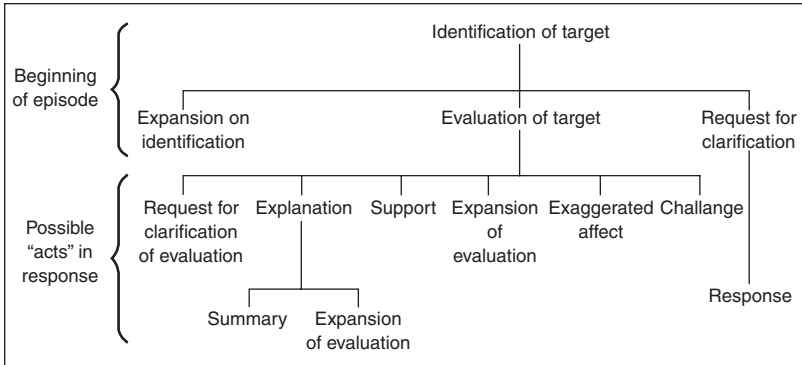 Identification of target
Beginning
of episode
Expansion on
identification
Evaluation of target
Request for
clarification
Possible
“acts” in
response
Request for
clarification
of evaluation
Explanation
Support
Expansion
of
evaluation
Exaggerated
affect
Challange
Summary
Expansion
of evaluation
Response